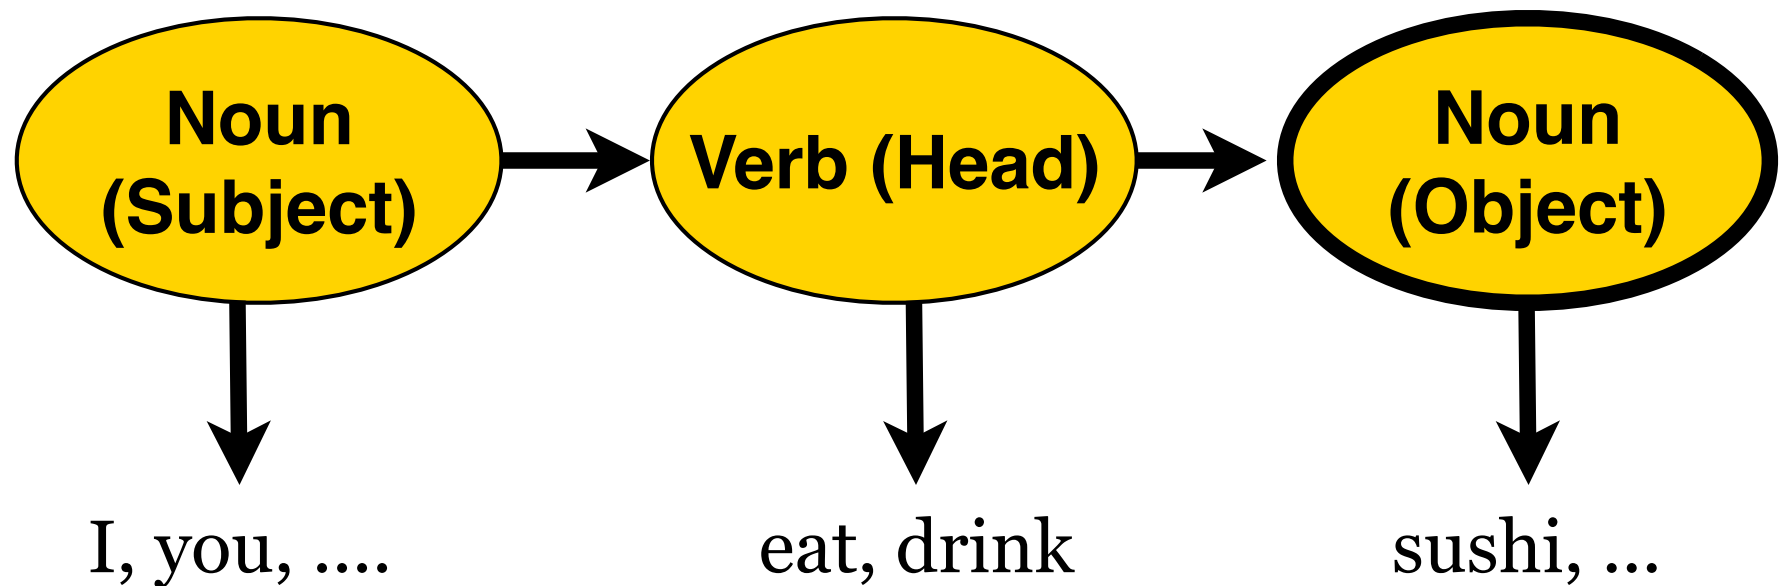 Noun
(Subject)
Verb (Head)
Noun
(Object)
I, you, ....
eat, drink
sushi, ...